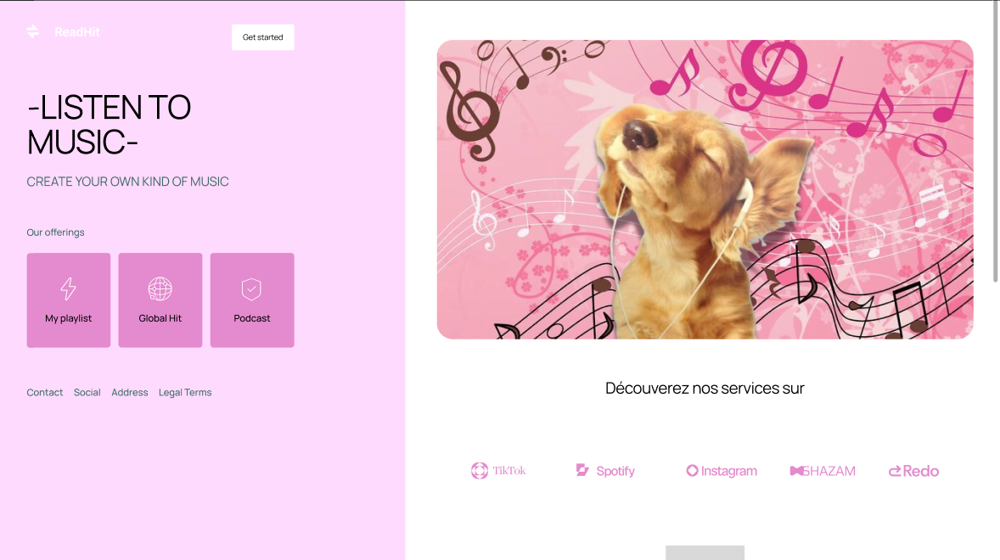 ReadHit
Get started
-LISTEN TO
MUSIC-
CREATE YOUR OWN KIND OF MUSIC
Our offerings
My playlist
Global Hit
Podcast
Contact
Social
Address
Legal Terms
Découverez nos services sur
TikTok
Spotify
Instagram
SHAZAM
Redo